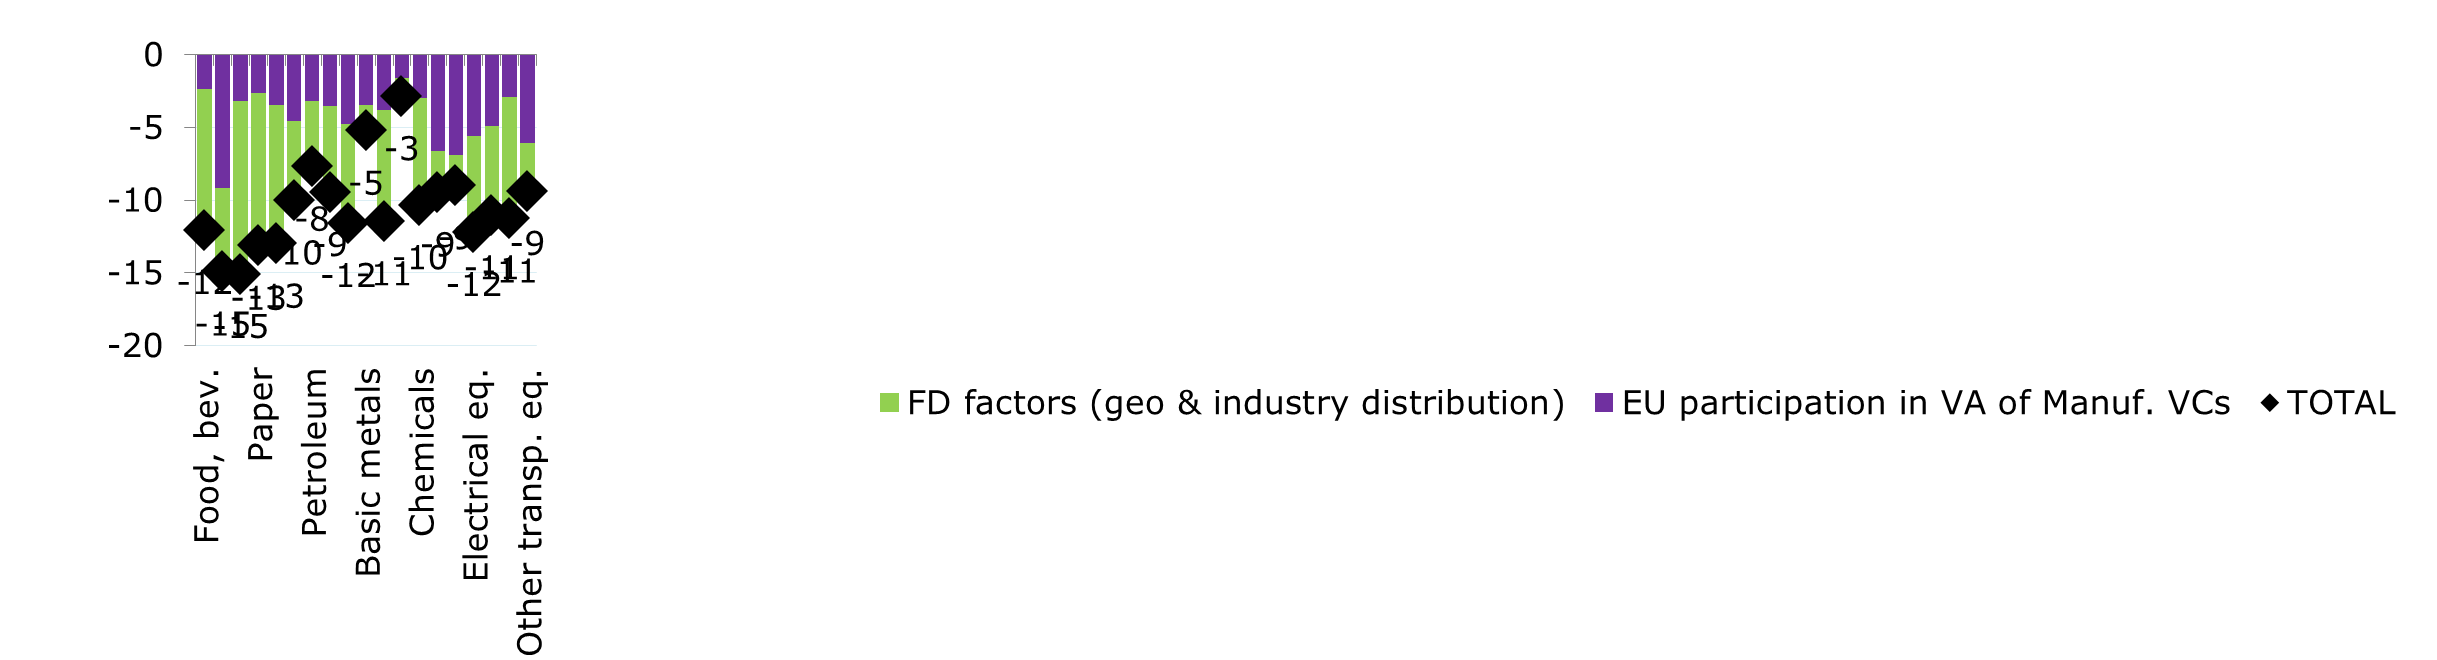 0
-5
-10
-15
-20
-3
-5
-8
-9
-9
-9
-10
-10
-12
-11
-11
-11
-12
-12
-13
-13
-15
-15
Food, bev.
Paper
Petroleum
Basic metals
Chemicals
Electrical eq.
Other transp. eq.
FD factors (geo & industry distribution)
EU participation in VA of Manuf. VCs
TOTAL